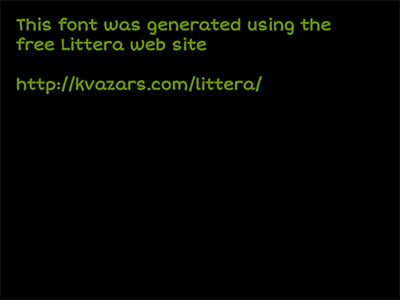 This font was generated using the
free Littera web site
http://kvazars.com/littera/